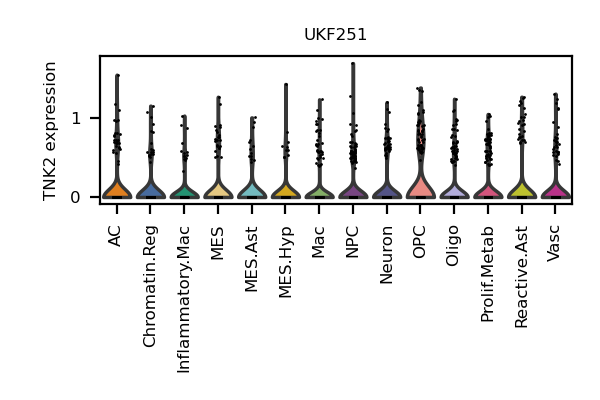 UKF251
TNK2 expression
1
0
AC
Chromatin.Reg
Inflammatory.Mac
MES
MES.Ast
MES.Hyp
Mac
NPC
Neuron
OPC
Oligo
Prolif.Metab
Reactive.Ast
Vasc